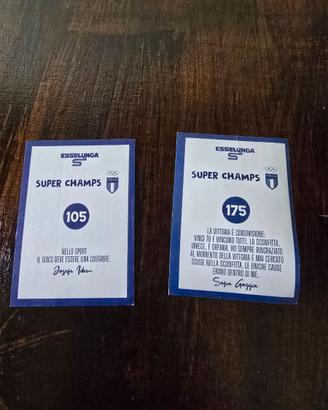 ESSELUNGA
S
SUPER CHAMPS
105
NELLO SPORT
IL GIOCO DEVE ESSERE UNA COSTANTE.
Josefa Idem
ESSELUNGA
S
SUPER CHAMPS
175
LA VITTORIA È CONDIVISIONE:
VINCI TU E VINCONO TUTTI. LA SCONFITTA,
INVECE, È ORFANA. HO SEMPRE RINGRAZIATO
AL MOMENTO DELLA VITTORIA E MAI CERCATO
SCUSE NELLA SCONFITTA. LE UNICHE CAUSE
ERANO DENTRO DI ME.
Sofia Goggia